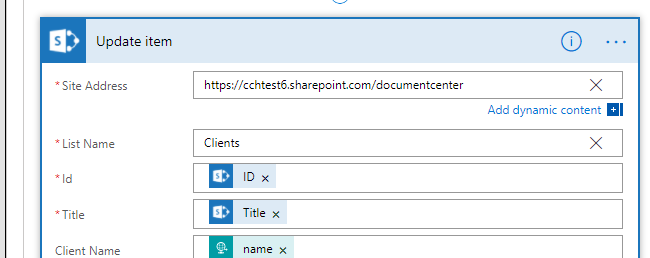 Update item
* Site Address https://cchtest6.sharepoint.com/documentcenter
Add dynamic content
* List Name Clients
* Id ID
* Title Title
Client Name name